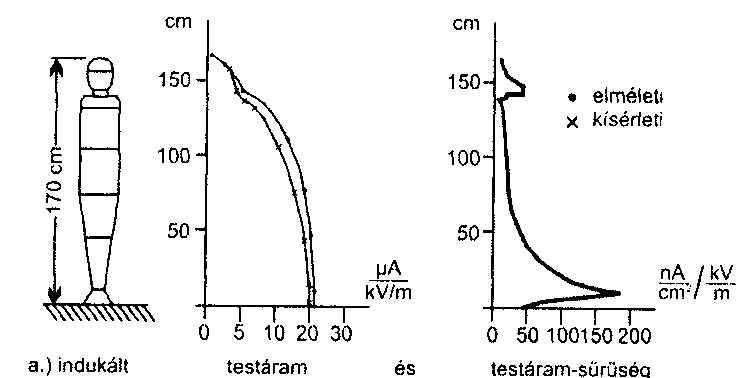 cm
cm
150
100
50
0 5 10 20 30
µA
kV/m
170 cm
150
100
50
0 50 100 150 200
nA
cm² / kV
m
• elméleti
× kísérleti
a.) indukált testáram és testáram-sűrűség